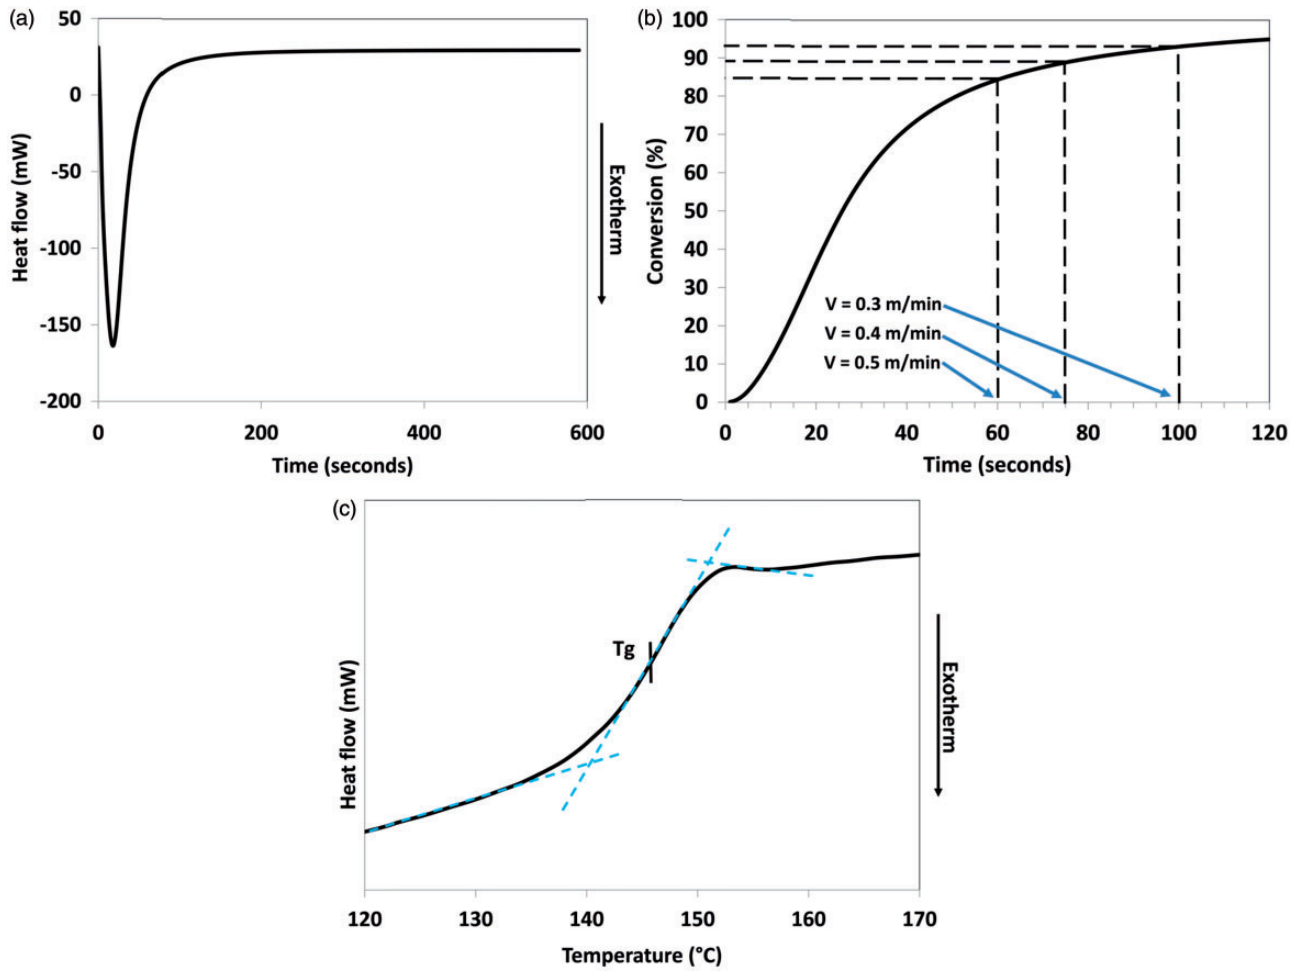 (a)
50
0
-50
-100
-150
-200
Heat flow (mW)
0
200
400
600
Time (seconds)
Exotherm
(b)
100
90
80
70
60
50
40
30
20
10
0
Conversion (%)
V = 0.3 m/min
V = 0.4 m/min
V = 0.5 m/min
0
20
40
60
80
100
120
Time (seconds)
(c)
Heat flow (mW)
Tg
Exotherm
120
130
140
150
160
170
Temperature (°C)